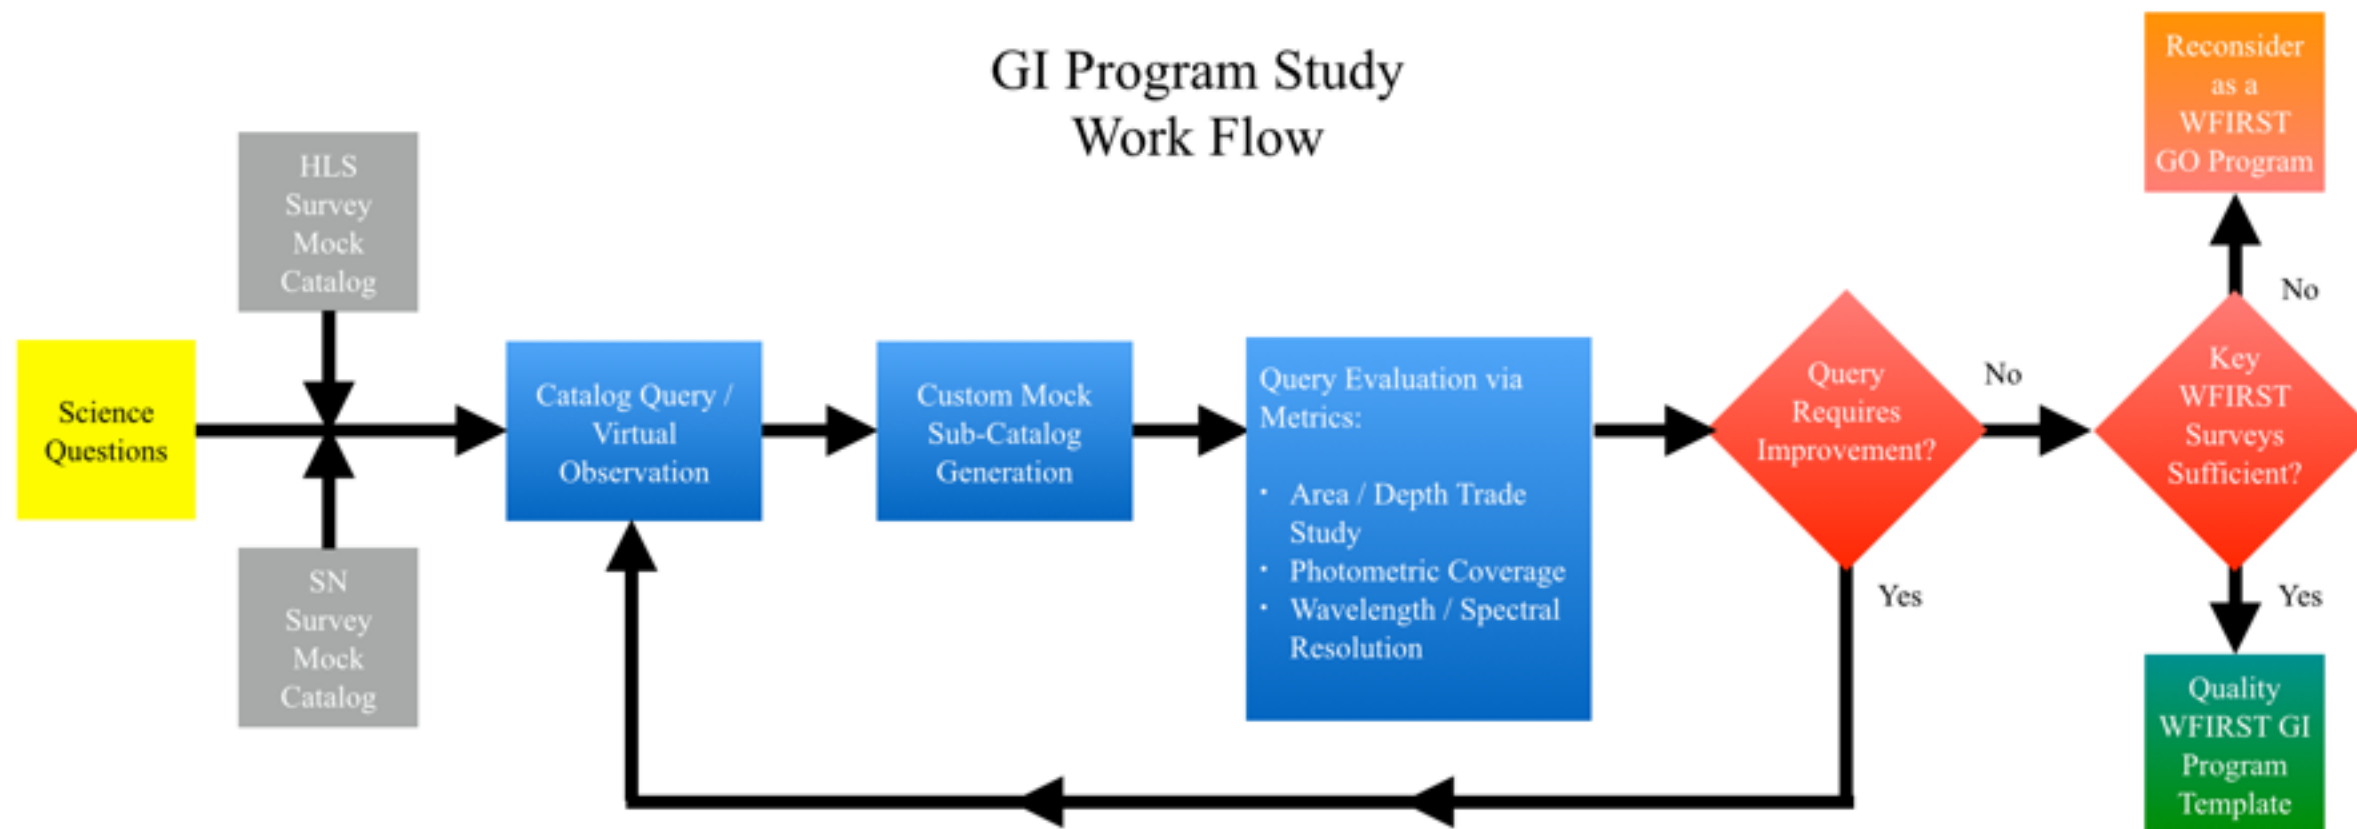 GI Program Study
Work Flow
Science
Questions
HLS
Survey
Mock
Catalog
SN
Survey
Mock
Catalog
Catalog Query /
Virtual
Observation
Custom Mock
Sub-Catalog
Generation
Query Evaluation via
Metrics:
• Area / Depth Trade
Study
• Photometric Coverage
• Wavelength / Spectral
Resolution
Query
Requires
Improvement?
Yes
No
Key
WFIRST
Surveys
Sufficient?
No
Reconsider
as a
WFIRST
GO Program
Yes
Quality
WFIRST GI
Program
Template